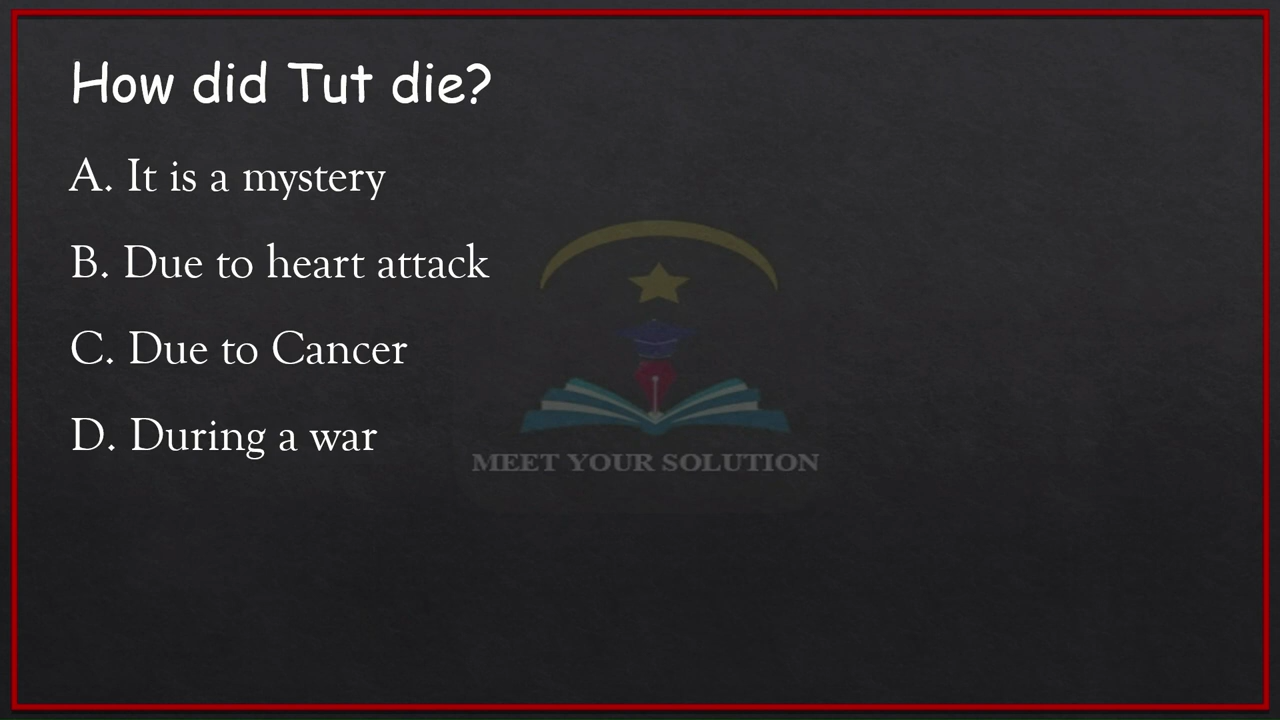 How did Tut die?
A. It is a mystery
B. Due to heart attack
C. Due to Cancer
D. During a war
MEET YOUR SOLUTION